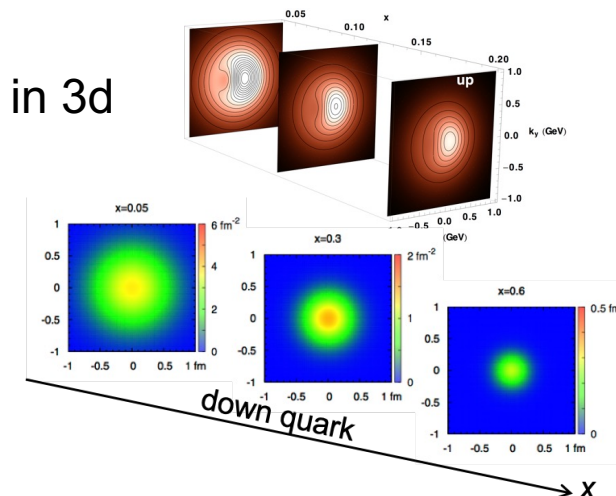 0.05
x
0.10
0.15
0.20
up
1.0
0.5
0.0
−0.5
−1.0
k_y (GeV)
−0.5
0.0
0.5
1.0
(GeV)
in 3d
x=0.05
1
0.5
0
-0.5
-1
-1 -0.5 0 0.5 1 fm
6 fm⁻²
4
2
0
x=0.3
1
0.5
0
-0.5
-1
-1 -0.5 0 0.5 1 fm
2 fm⁻²
1
0
x=0.6
1
0.5
0
-0.5
-1
-1 -0.5 0 0.5 1 fm
0.5 fm
0
down quark
x